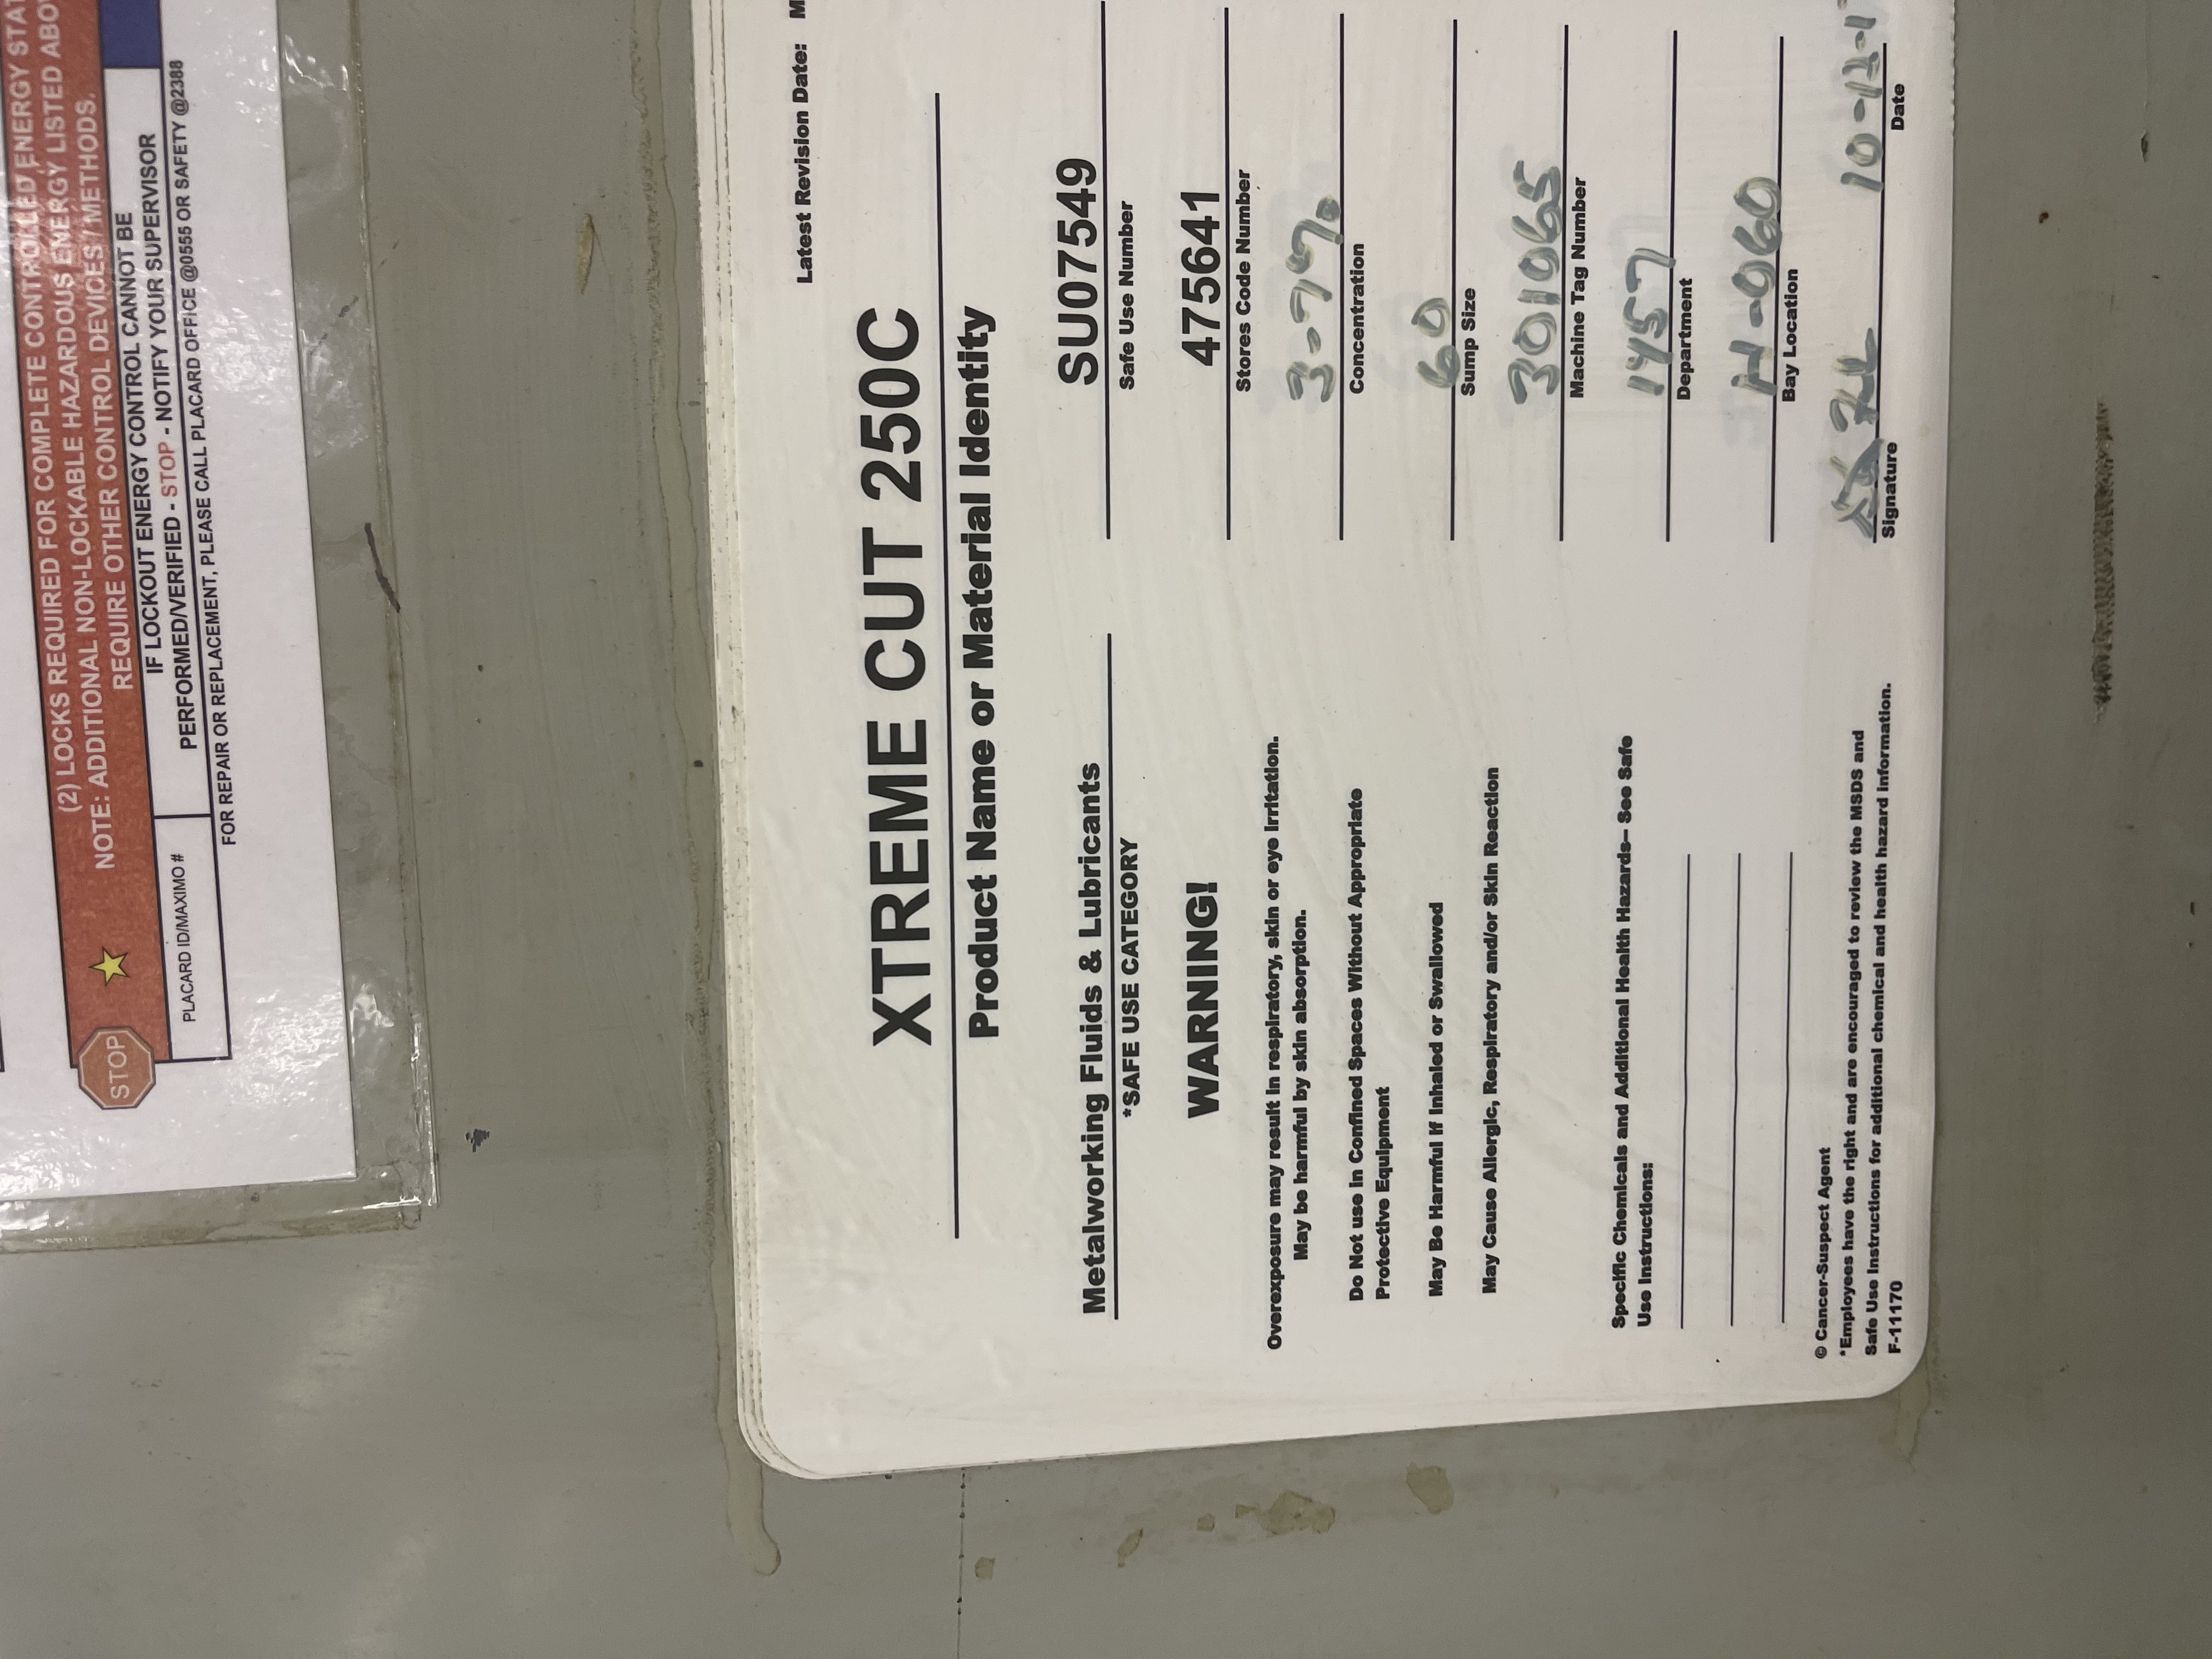 (2) LOCKS REQUIRED FOR COMPLETE CONTROLLED ENERGY
NOTE: ADDITIONAL NON-LOCKABLE HAZARDOUS ENERGY LISTED
REQUIRE OTHER CONTROL DEVICES / METHODS.
STOP
PLACARD ID/MAXIMO #
IF LOCKOUT ENERGY CONTROL CANNOT BE
PERFORMED/VERIFIED - STOP - NOTIFY YOUR SUPERVISOR
FOR REPAIR OR REPLACEMENT, PLEASE CALL PLACARD OFFICE @0555 OR SAFETY @2388
Latest Revision Date:
XTREME CUT 250C
Product Name or Material Identity
Metalworking Fluids & Lubricants
*SAFE USE CATEGORY
WARNING!
Overexposure may result in respiratory, skin or eye irritation.
May be harmful by skin absorption.
Do Not use in Confined Spaces Without Appropriate
Protective Equipment
May Be Harmful If Inhaled or Swallowed
May Cause Allergic, Respiratory and/or Skin Reaction
Specific Chemicals and Additional Health Hazards– See Safe
Use Instructions:
© Cancer-Suspect Agent
*Employees have the right and are encouraged to review the MSDS and
Safe Use Instructions for additional chemical and health hazard information.
F-11170
SU07549
Safe Use Number
475641
Stores Code Number
3-7%
Concentration
60
Sump Size
301065
Machine Tag Number
1457
Department
H-060
Bay Location
Signature
10-12-1
Date